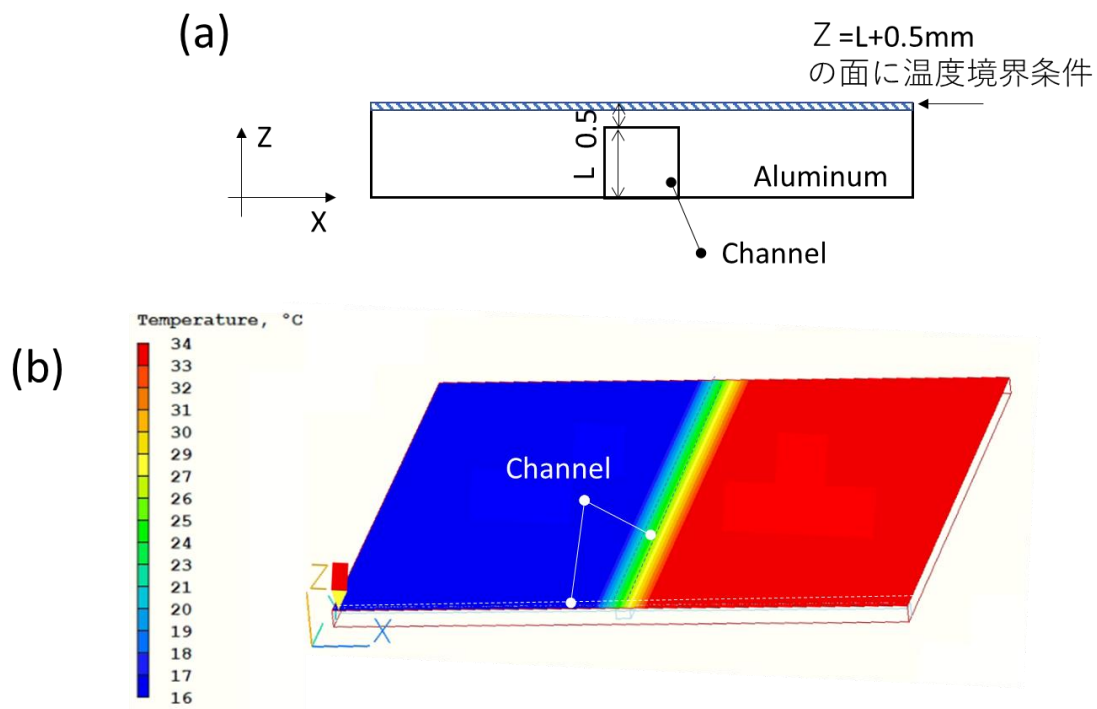 (a)
Z =L+0.5mm
の面に温度境界条件
Z
X
0.5
L
Aluminum
Channel
(b)
Temperature, °C
34
33
32
31
30
29
27
26
25
24
23
21
20
19
18
17
16
Channel
Z
X